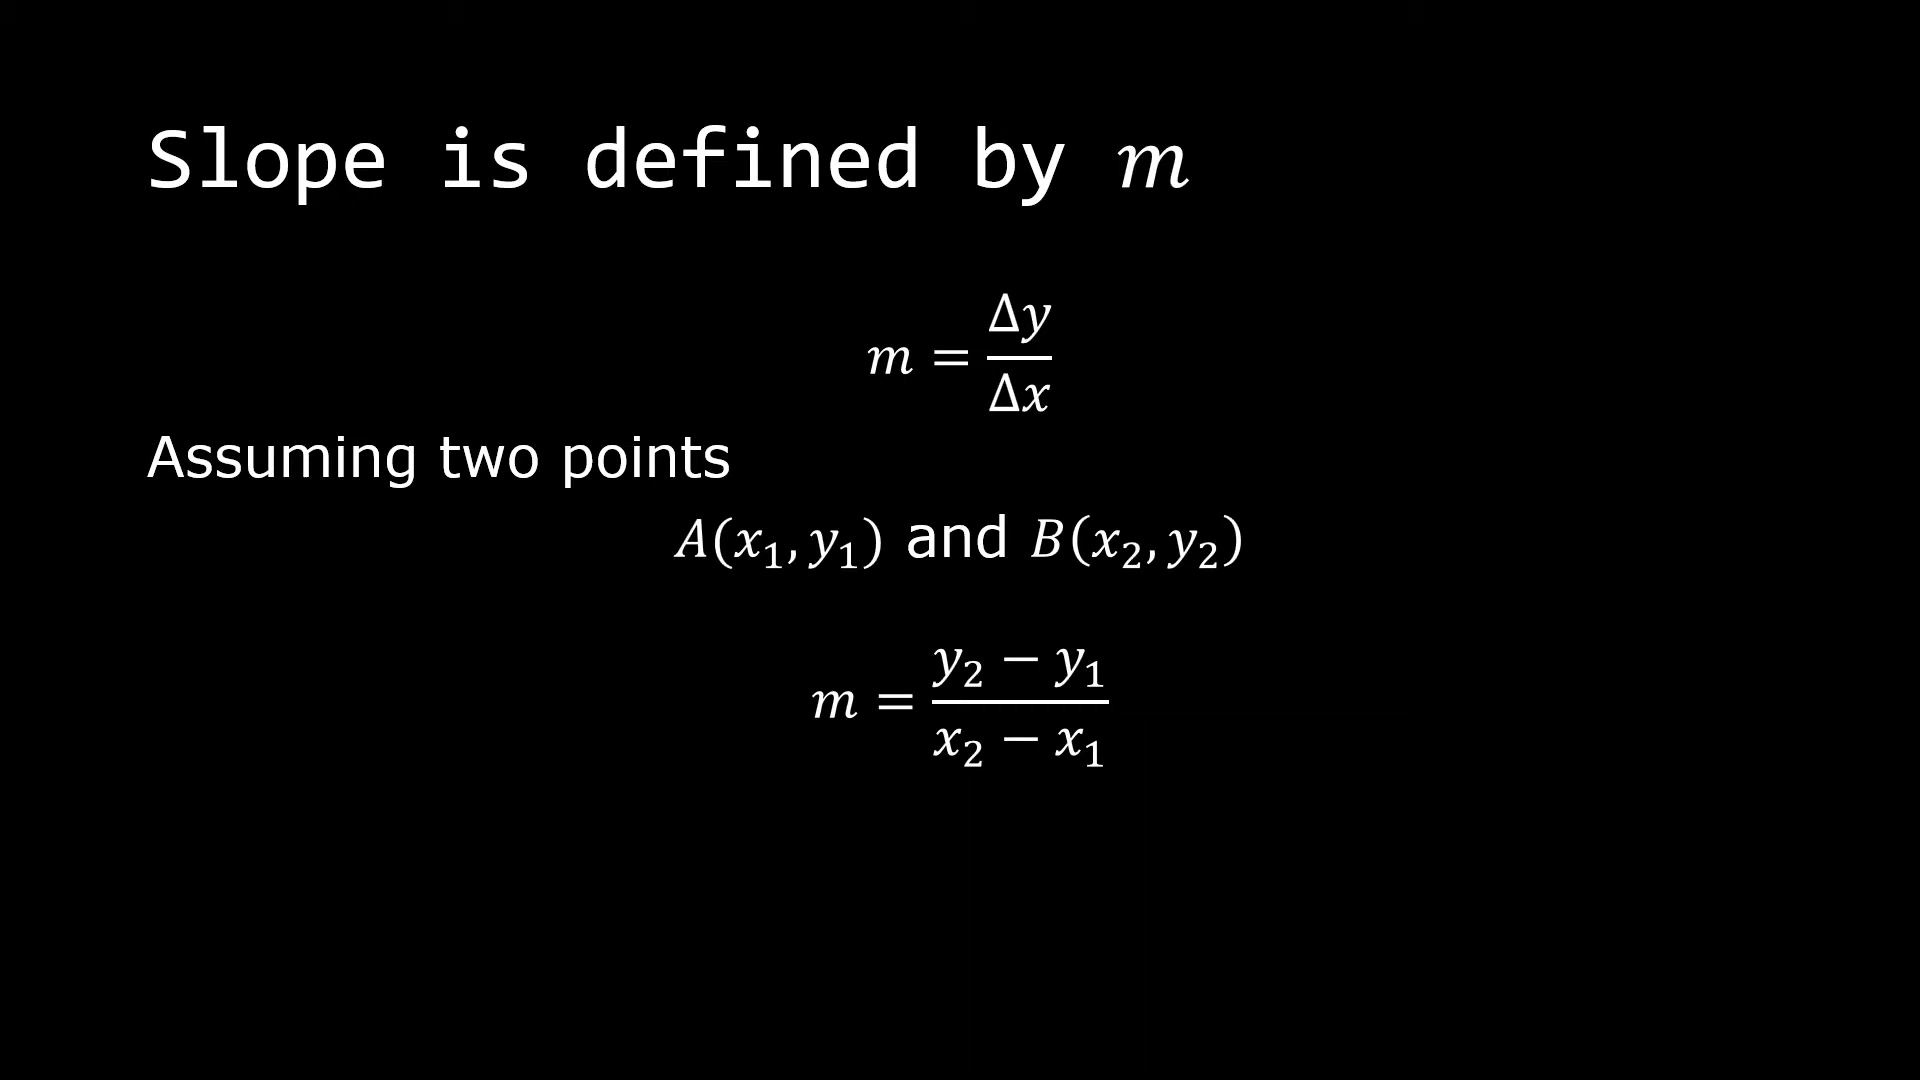 Slope is defined by m
m = Δy/Δx
Assuming two points
A(x₁, y₁) and B(x₂, y₂)
m = (y₂ − y₁)/(x₂ − x₁)